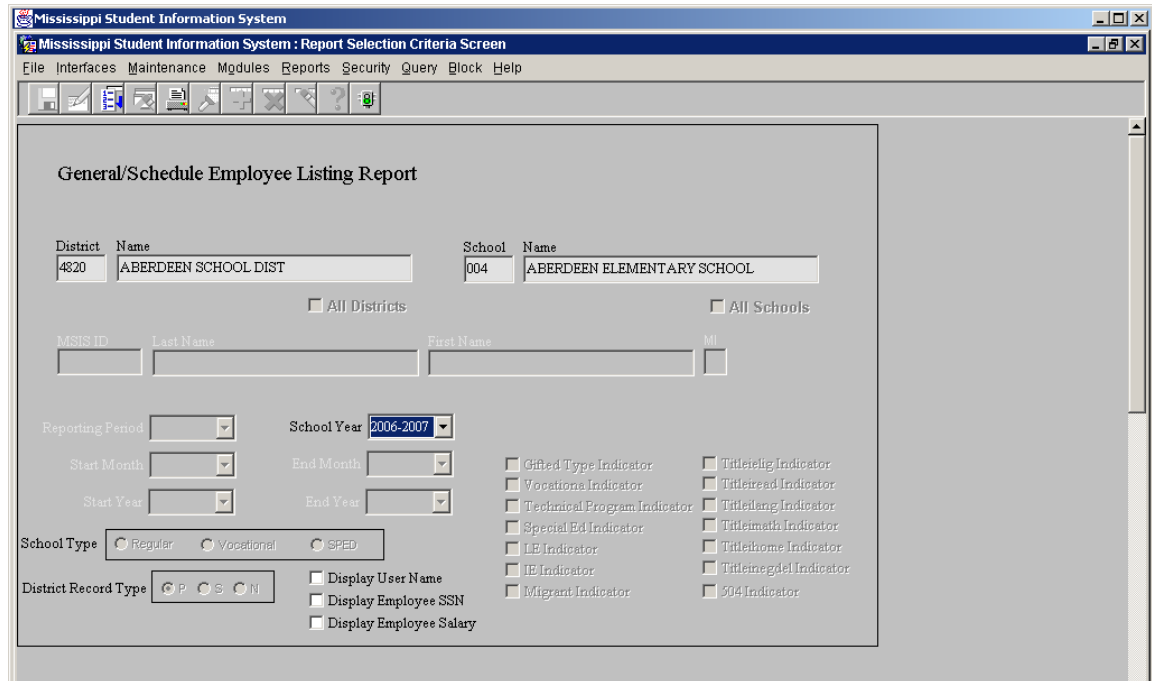 Mississippi Student Information System
Mississippi Student Information System : Report Selection Criteria Screen
File Interfaces Maintenance Modules Reports Security Query Block Help
General/Schedule Employee Listing Report
District Name School Name
4820 ABERDEEN SCHOOL DIST 004 ABERDEEN ELEMENTARY SCHOOL
All Districts All Schools
MSIS ID Last Name First Name MI
Reporting Period School Year 2006-2007
Start Month End Month Gifted Type Indicator Titleielig Indicator
Vocationa Indicator Titleiread Indicator
Start Year End Year Technical Program Indicator Titleilang Indicator
Special Ed Indicator Titleimath Indicator
School Type Regular Vocational SPED LE Indicator Titleihome Indicator
IE Indicator Titleinegdel Indicator
District Record Type P S N Display User Name Migrant Indicator 504 Indicator
Display Employee SSN
Display Employee Salary